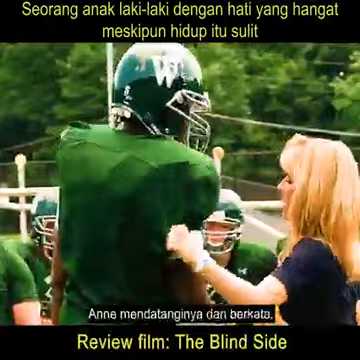 Seorang anak laki-laki dengan hati yang hangat
meskipun hidup itu sulit
W
Anne mendatanginya dan berkata,
Review film: The Blind Side